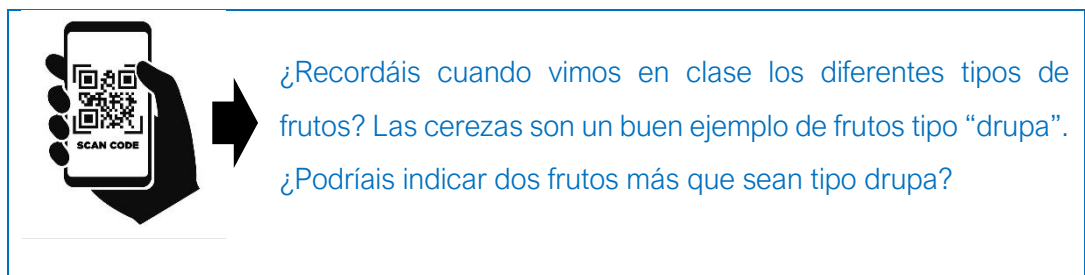 SCAN CODE
¿Recordáis cuando vimos en clase los diferentes tipos de
frutos? Las cerezas son un buen ejemplo de frutos tipo “drupa”.
¿Podríais indicar dos frutos más que sean tipo drupa?